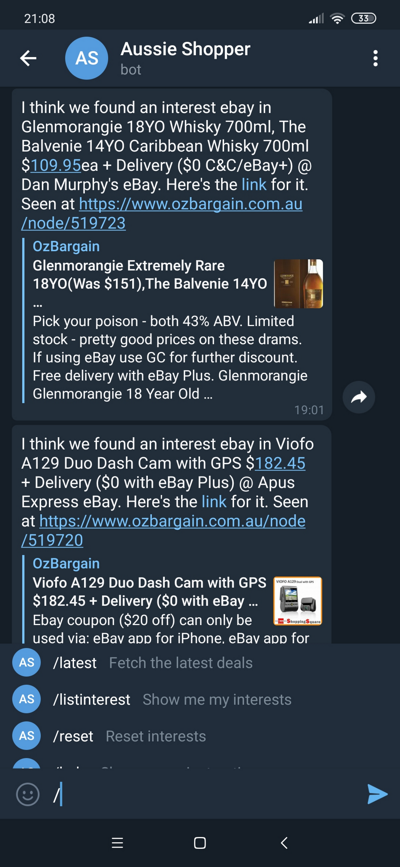 21:08
33
AS
Aussie Shopper
bot
I think we found an interest ebay in
Glenmorangie 18YO Whisky 700ml, The
Balvenie 14YO Caribbean Whisky 700ml
$109.95ea + Delivery ($0 C&C/eBay+) @
Dan Murphy's eBay. Here's the link for it.
Seen at https://www.ozbargain.com.au
/node/519723
OzBargain
Glenmorangie Extremely Rare
18YO(Was $151),The Balvenie 14YO
...
Pick your poison - both 43% ABV. Limited
stock - pretty good prices on these drams.
If using eBay use GC for further discount.
Free delivery with eBay Plus. Glenmorangie
Glenmorangie 18 Year Old ...
19:01
I think we found an interest ebay in Viofo
A129 Duo Dash Cam with GPS $182.45
+ Delivery ($0 with eBay Plus) @ Apus
Express eBay. Here's the link for it. Seen
at https://www.ozbargain.com.au/node
/519720
OzBargain
Viofo A129 Duo Dash Cam with GPS
$182.45 + Delivery ($0 with eBay ...
Ebay coupon ($20 off) can only be
used via: eBay app for iPhone, eBay app for
AS /latest Fetch the latest deals
AS /listinterest Show me my interests
AS /reset Reset interests
/